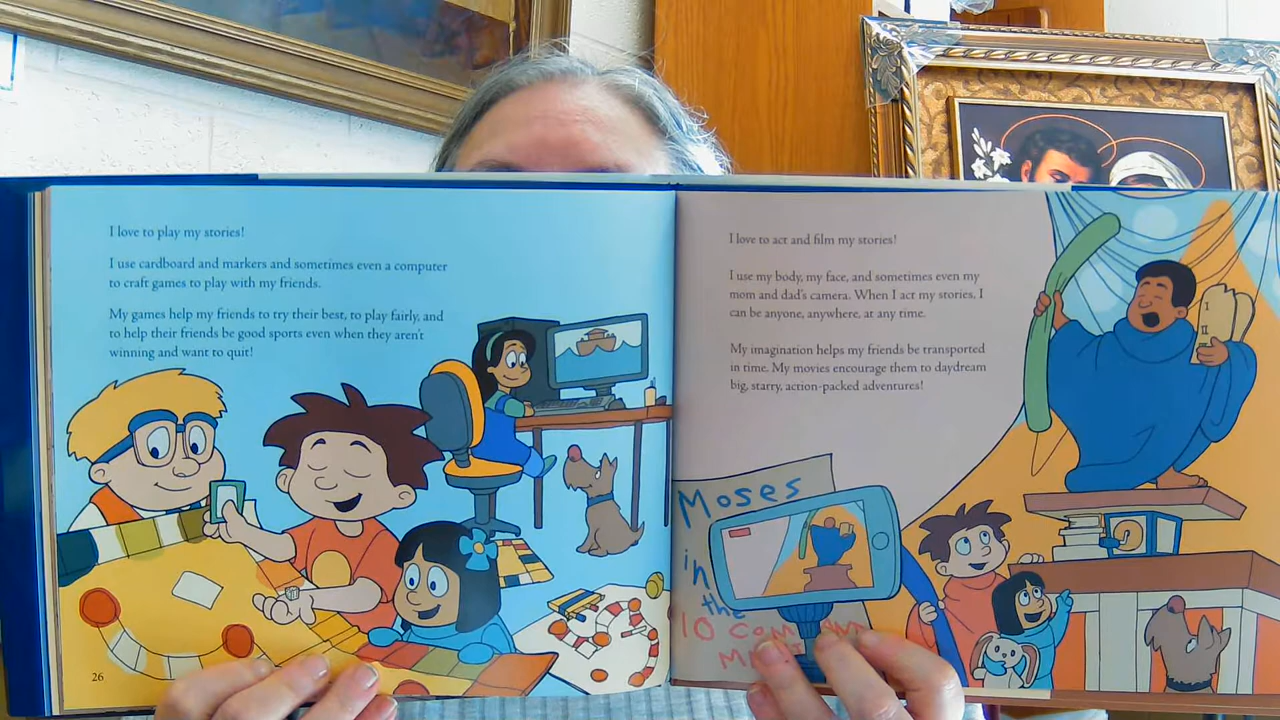 I love to play my stories!
I use cardboard and markers and sometimes even a computer
to craft games to play with my friends.
My games help my friends to try their best, to play fairly, and
to help their friends be good sports even when they aren't
winning and want to quit!
26
I love to act and film my stories!
I use my body, my face, and sometimes even my
mom and dad's camera. When I act my stories, I
can be anyone, anywhere, at any time.
My imagination helps my friends be transported
in time. My movies encourage them to daydream
big, starry, action-packed adventures!
I
II
Moses
in
the
10